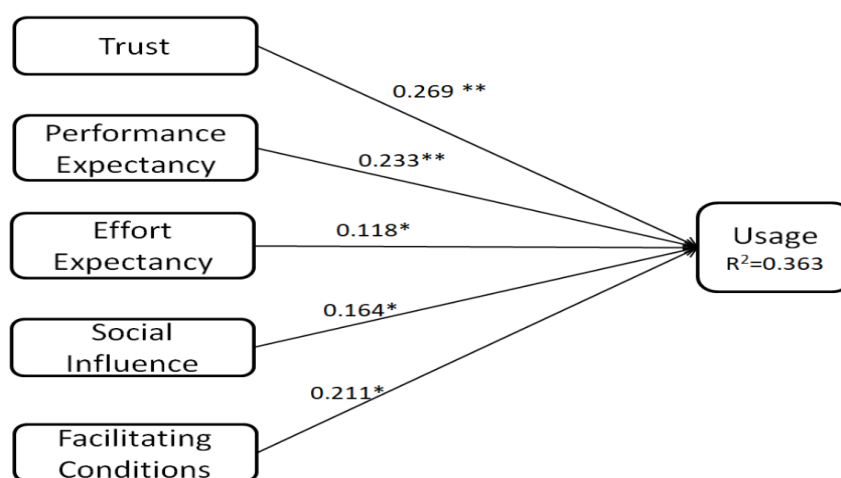 Trust
0.269 **
Performance
Expectancy
0.233**
Effort
Expectancy
0.118*
Usage
R²=0.363
Social
Influence
0.164*
Facilitating
Conditions
0.211*